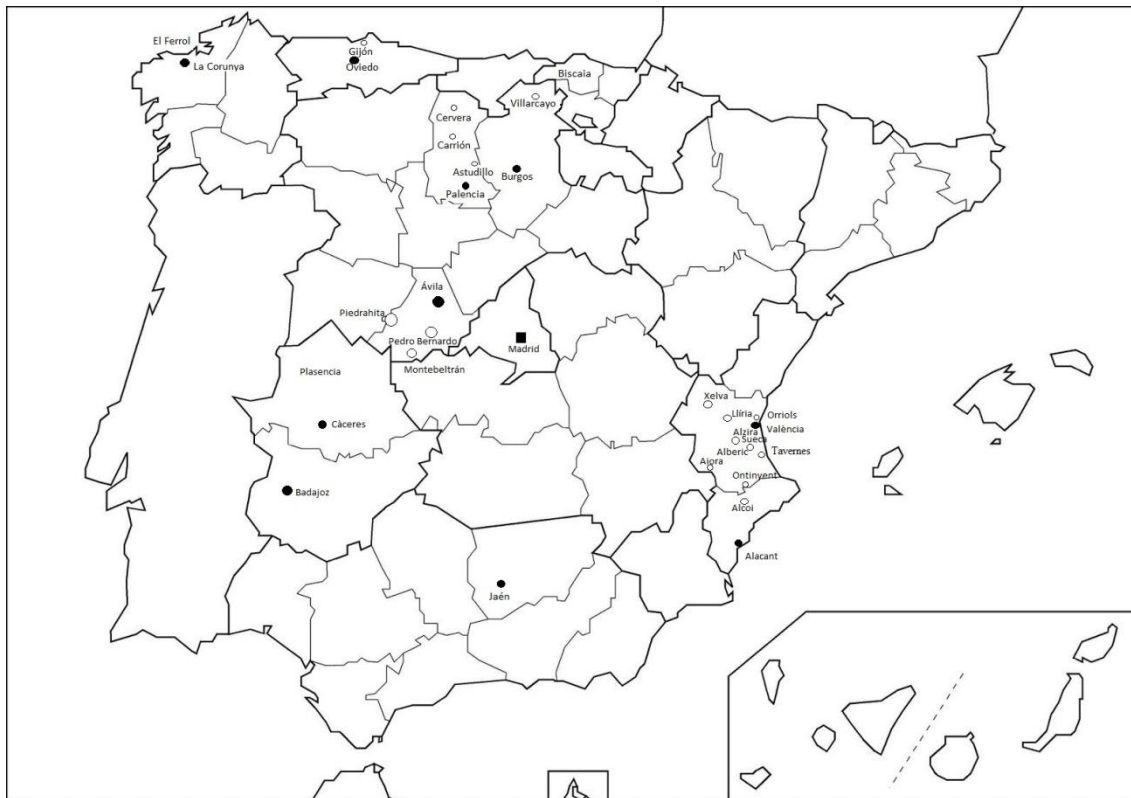 El Ferrol
La Corunya
Gijón
Oviedo
Biscaia
Villarcayo
Cervera
Carrión
Astudillo
Palencia
Burgos
Ávila
Piedrahita
Pedro Bernardo
Montebeltrán
Madrid
Plasencia
Càceres
Badajoz
Xelva
Llíria
Orriols
València
Alzira
Sueca
Alberic
Tavernes
Aiora
Ontinyent
Alcoi
Alacant
Jaén